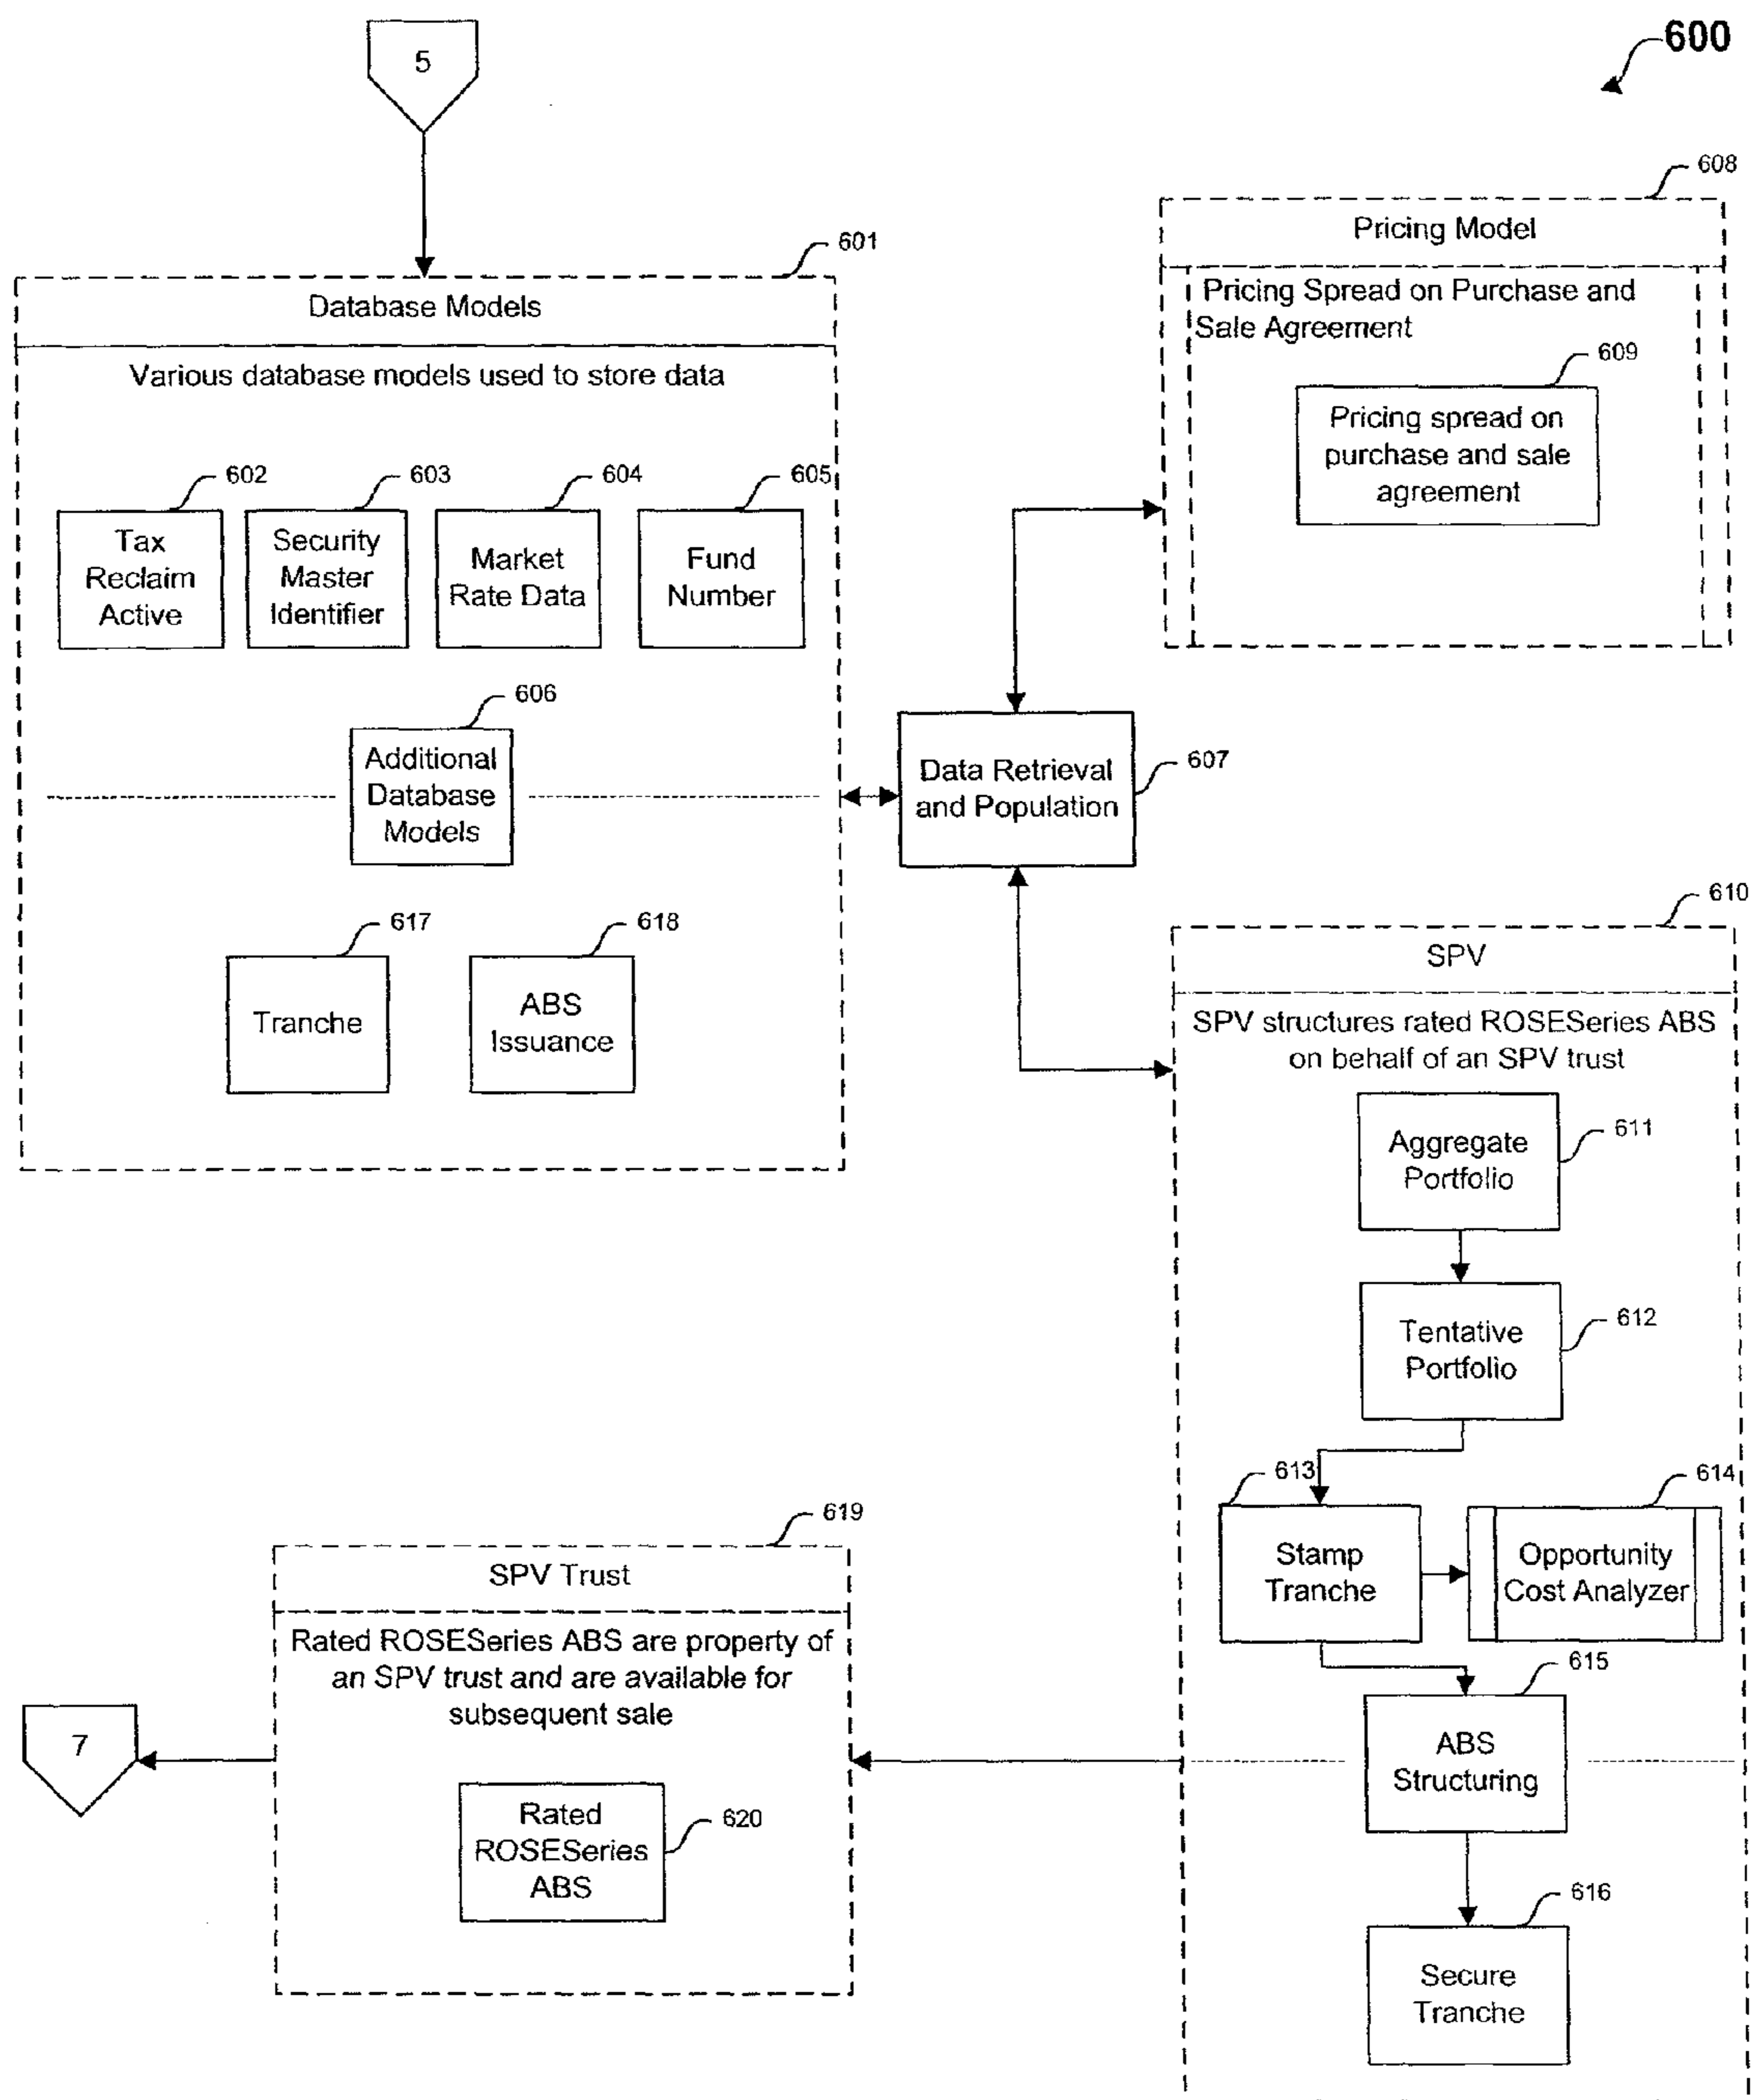 600
5
601
Database Models
Various database models used to store data
602
Tax
Reclaim
Active
603
Security
Master
Identifier
604
Market
Rate Data
605
Fund
Number
606
Additional
Database
Models
617
Tranche
618
ABS
Issuance
607
Data Retrieval
and Population
608
Pricing Model
Pricing Spread on Purchase and
Sale Agreement
609
Pricing spread on
purchase and sale
agreement
610
SPV
SPV structures rated ROSESeries ABS
on behalf of an SPV trust
611
Aggregate
Portfolio
612
Tentative
Portfolio
613
Stamp
Tranche
614
Opportunity
Cost Analyzer
615
ABS
Structuring
616
Secure
Tranche
619
SPV Trust
Rated ROSESeries ABS are property of
an SPV trust and are available for
subsequent sale
620
Rated
ROSESeries
ABS
7